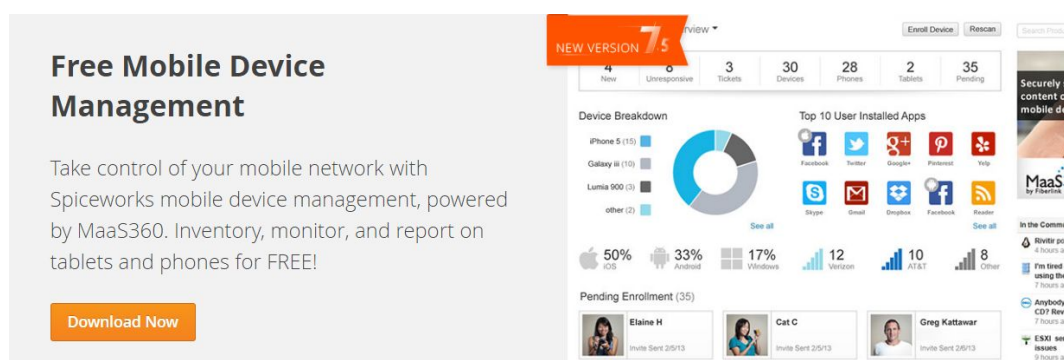 Free Mobile Device
Management
Take control of your mobile network with
Spiceworks mobile device management, powered
by MaaS360. Inventory, monitor, and report on
tablets and phones for FREE!
Download Now
NEW VERSION 7.5
Enroll Device Rescan
4 8 3 30 28 2 35
New Unresponsive Tickets Devices Phones Tablets Pending
Device Breakdown
iPhone 5 (15)
Galaxy iii (10)
Lumia 900 (3)
other (2)
See all
Top 10 User Installed Apps
Facebook Twitter Google+ Pinterest Yelp
Skype Gmail Dropbox Facebook Reader
See all
50% iOS
33% Android
17% Windows
12 Verizon
10 AT&T
8 Other
Pending Enrollment (35)
Elaine H
Invite Sent 2/5/13
Cat C
Invite Sent 2/5/13
Greg Kattawar
Invite Sent 2/6/13
Securely
content
mobile
MaaS
by Fiberlink
In the
Rivitir
4 hours
I'm tired
using
7 hours
Anybody
CD?
7 hours
ESXI
issues
9 hours